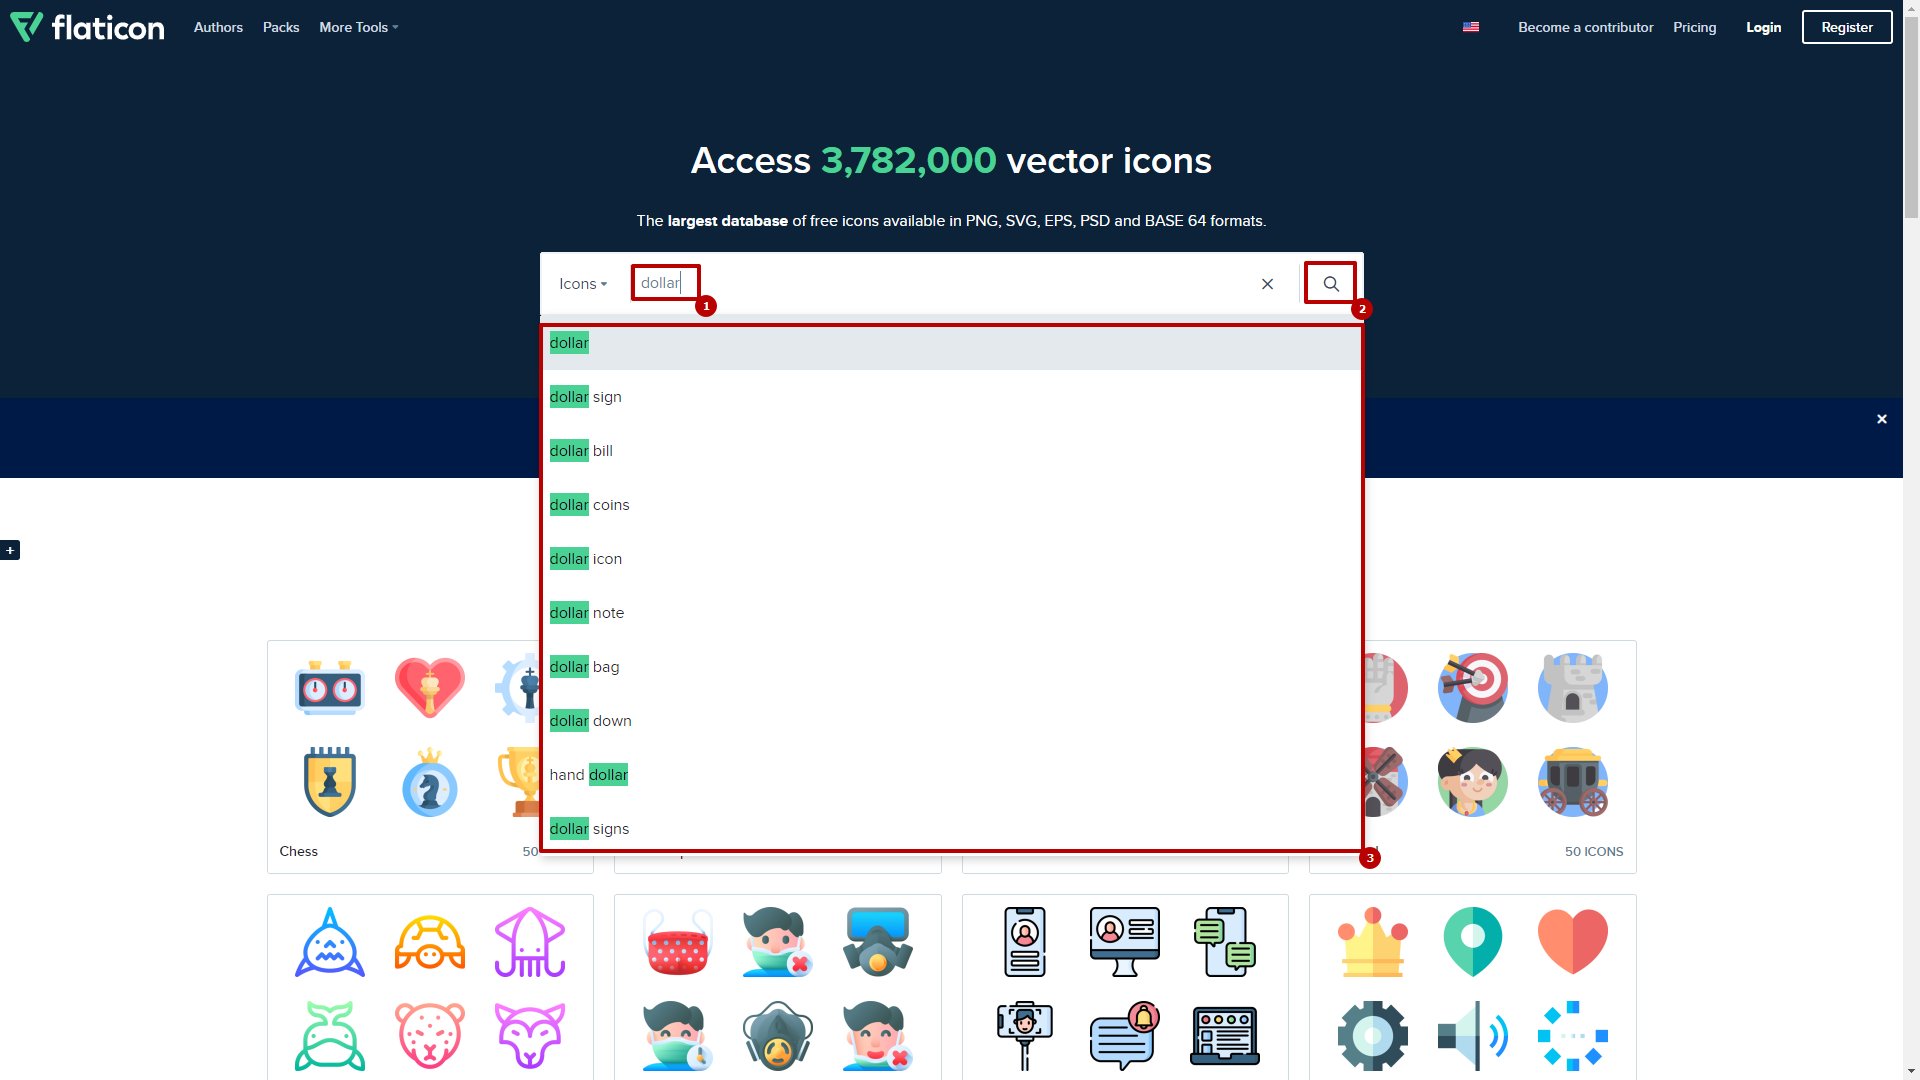 flaticon Authors Packs More Tools Become a contributor Pricing Login Register
Access 3,782,000 vector icons
The largest database of free icons available in PNG, SVG, EPS, PSD and BASE 64 formats.
Icons dollar
1
2
dollar
dollar sign
dollar bill
dollar coins
dollar icon
dollar note
dollar bag
dollar down
hand dollar
dollar signs
3
Chess 50
50 ICONS